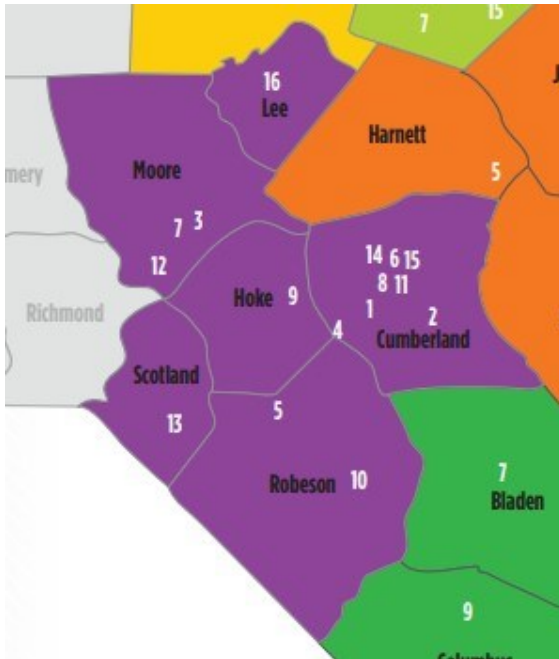 7
15
16
Lee
J
Harnett
mery
Moore
5
7
3
12
14
6
15
8
11
Hoke
9
1
2
Richmond
4
Cumberland
Scotland
5
13
Robeson
10
7
Bladen
9
Columbus